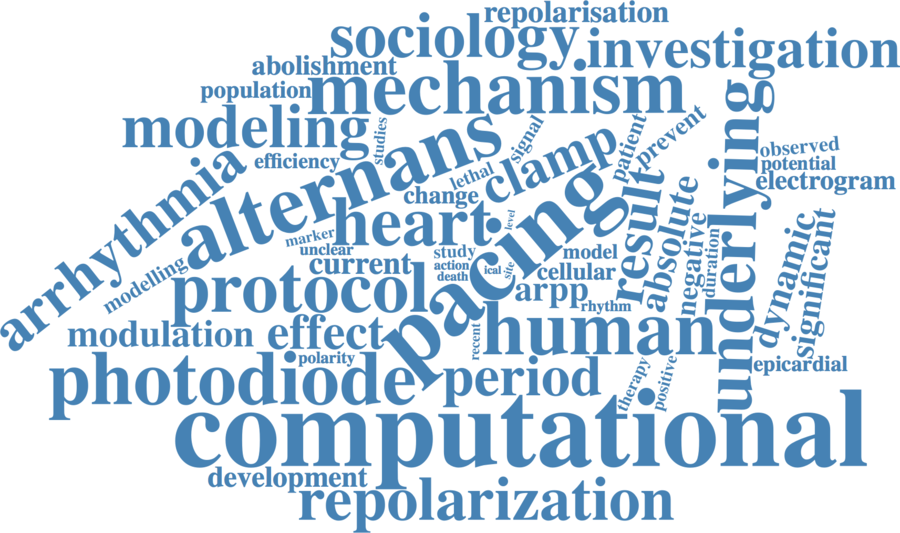 repolarisation
sociology
investigation
abolishment
mechanism
population
modeling
studies
signal
patient
prevent
underlying
observed
efficiency
alternans
clamp
potential
arrhythmia
lethal
change
electrogram
heart
level
pacing
result
absolute
marker
unclear
study
model
negative
duration
dynamic
significant
modelling
current
action
ical
site
cellular
death
protocol
arpp
rhythm
modulation
effect
recent
human
polarity
photodiode
period
therapy
positive
epicardial
computational
development
repolarization